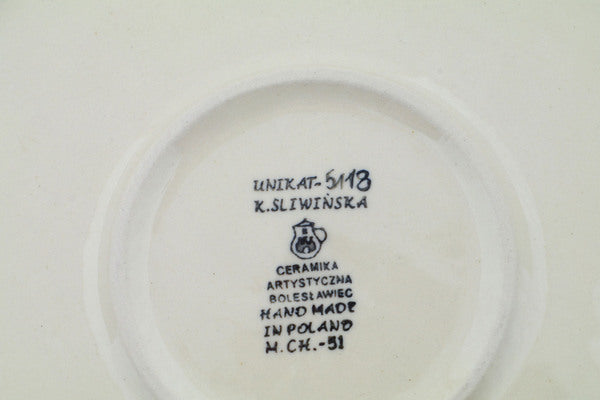 UNIKAT-5118
K.SLIWIŃSKA
CERAMIKA
ARTYSTYCZNA
BOLESŁAWIEC
HAND MADE
IN POLAND
M.CH.-51